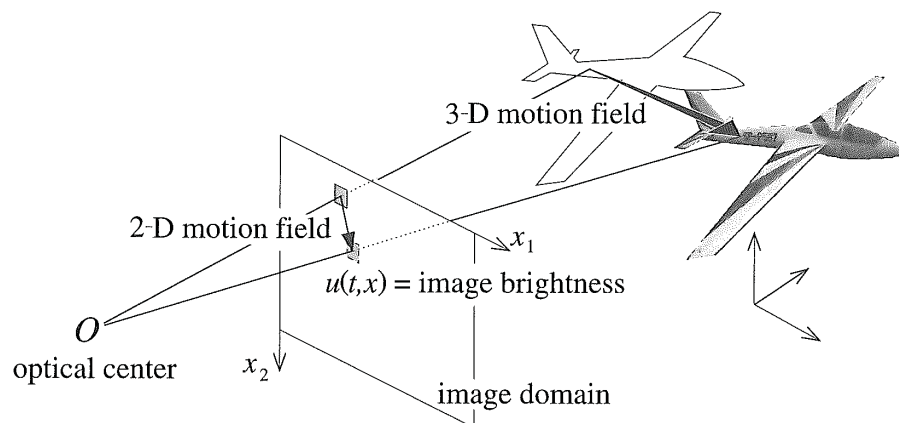 3-D motion field
2-D motion field
x₁
u(t,x) = image brightness
O
optical center
x₂
image domain